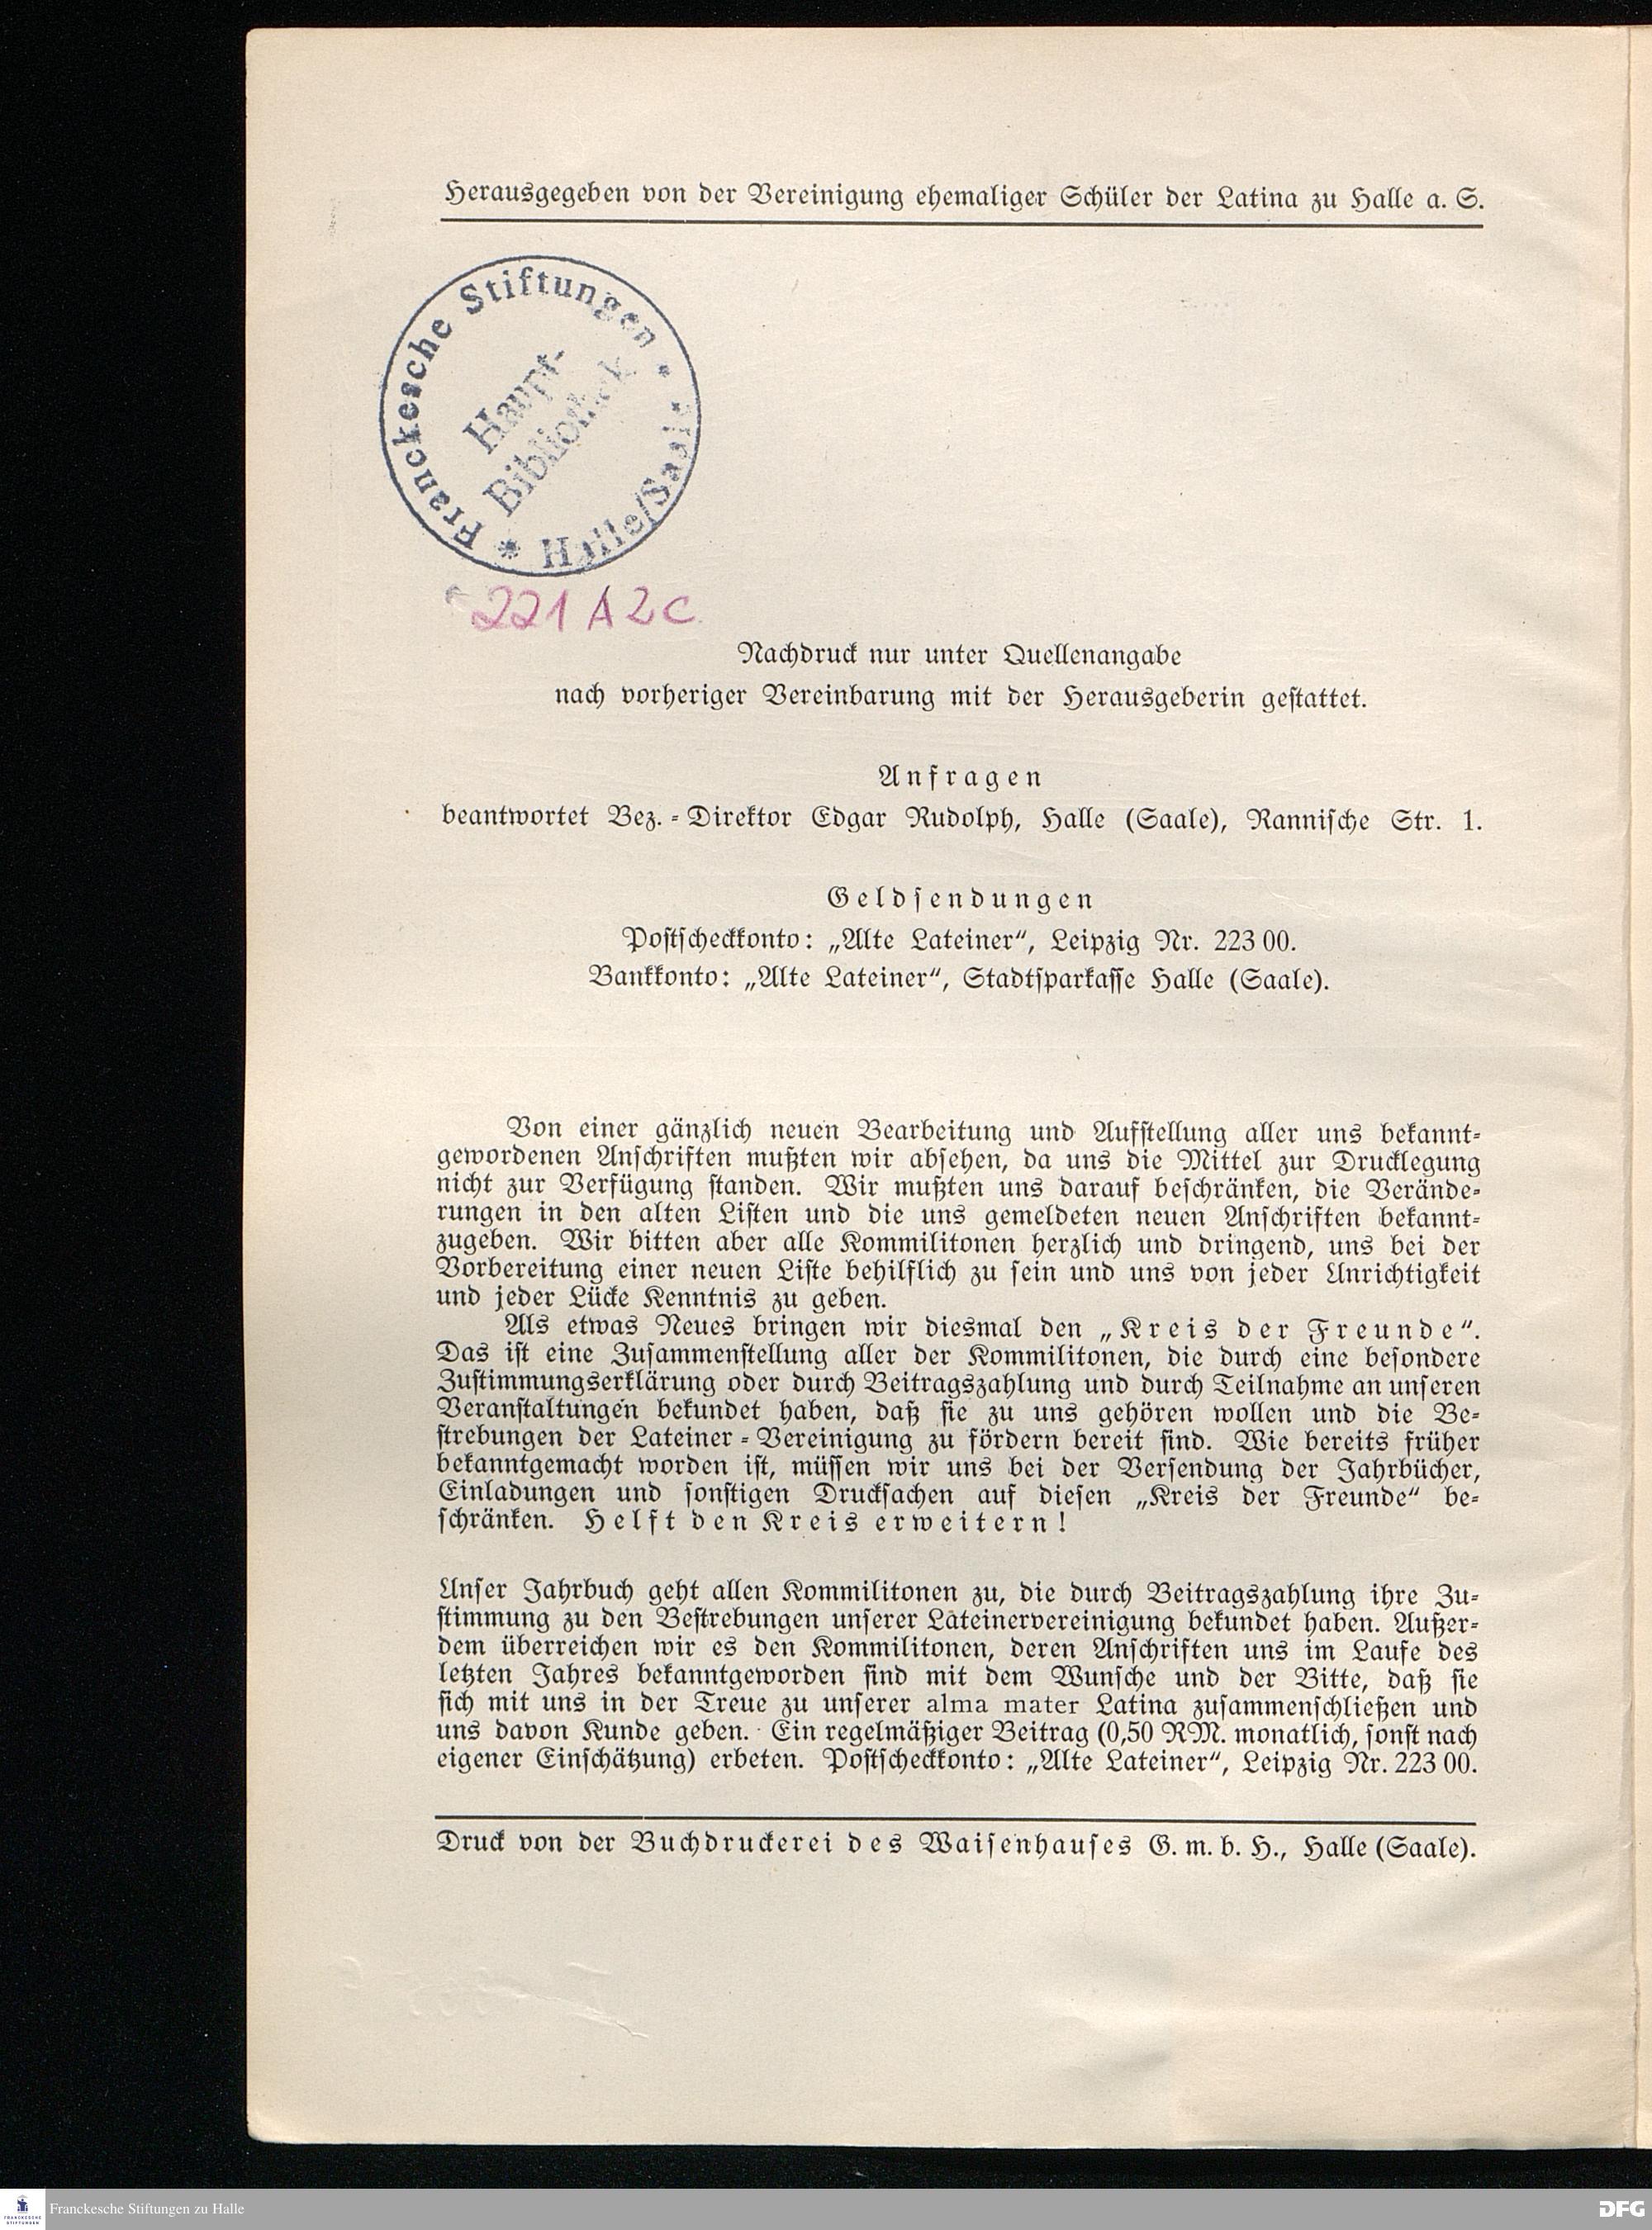 Herausgegeben von der Vereinigung ehemaliger Schüler der Latina zu Halle a. S.
Franckesche Stiftungen * Halle/Saale *
Haupt-
Bibliothek
221 A 2 c
Nachdruck nur unter Quellenangabe
nach vorheriger Vereinbarung mit der Herausgeberin gestattet.
Anfragen
beantwortet Bez.-Direktor Edgar Rudolph, Halle (Saale), Rannische Str. 1.
Geldsendungen
Postscheckkonto: „Alte Lateiner“, Leipzig Nr. 223 00.
Bankkonto: „Alte Lateiner“, Stadtsparkasse Halle (Saale).
Von einer gänzlich neuen Bearbeitung und Aufstellung aller uns bekannt-
gewordenen Anschriften mußten wir absehen, da uns die Mittel zur Drucklegung
nicht zur Verfügung standen. Wir mußten uns darauf beschränken, die Verände-
rungen in den alten Listen und die uns gemeldeten neuen Anschriften bekannt-
zugeben. Wir bitten aber alle Kommilitonen herzlich und dringend, uns bei der
Vorbereitung einer neuen Liste behilflich zu sein und uns von jeder Unrichtigkeit
und jeder Lücke Kenntnis zu geben.
Als etwas Neues bringen wir diesmal den „Kreis der Freunde“.
Das ist eine Zusammenstellung aller der Kommilitonen, die durch eine besondere
Zustimmungserklärung oder durch Beitragszahlung und durch Teilnahme an unseren
Veranstaltungen bekundet haben, daß sie zu uns gehören wollen und die Be-
strebungen der Lateiner-Vereinigung zu fördern bereit sind. Wie bereits früher
bekanntgemacht worden ist, müssen wir uns bei der Versendung der Jahrbücher,
Einladungen und sonstigen Drucksachen auf diesen „Kreis der Freunde“ be-
schränken. Helft den Kreis erweitern!
Unser Jahrbuch geht allen Kommilitonen zu, die durch Beitragszahlung ihre Zu-
stimmung zu den Bestrebungen unserer Lateinervereinigung bekundet haben. Außer-
dem überreichen wir es den Kommilitonen, deren Anschriften uns im Laufe des
letzten Jahres bekanntgeworden sind mit dem Wunsche und der Bitte, daß sie
sich mit uns in der Treue zu unserer alma mater Latina zusammenschließen und
uns davon Kunde geben. Ein regelmäßiger Beitrag (0,50 RM. monatlich, sonst nach
eigener Einschätzung) erbeten. Postscheckkonto: „Alte Lateiner“, Leipzig Nr. 223 00.
Druck von der Buchdruckerei des Waisenhauses G. m. b. H., Halle (Saale).
FRANCKESCHE
STIFTUNGEN
Franckesche Stiftungen zu Halle
DFG